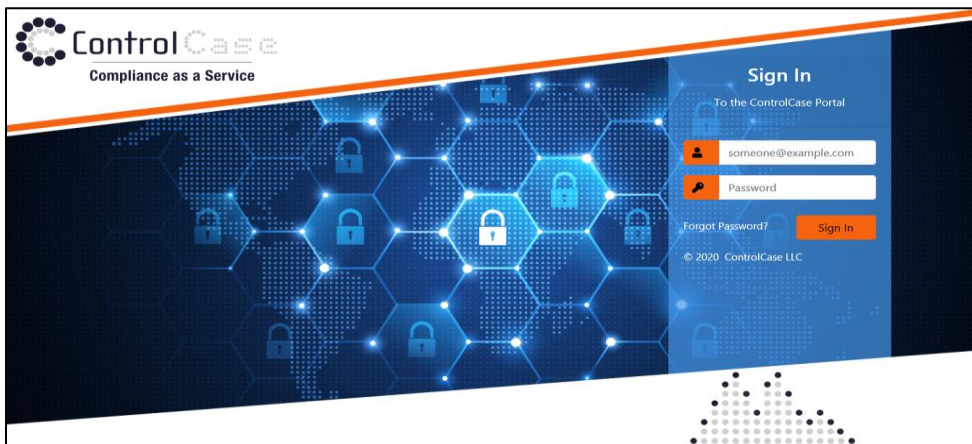 ControlCase
Compliance as a Service
Sign In
To the ControlCase Portal
someone@example.com
Password
Forgot Password?
Sign In
© 2020 ControlCase LLC